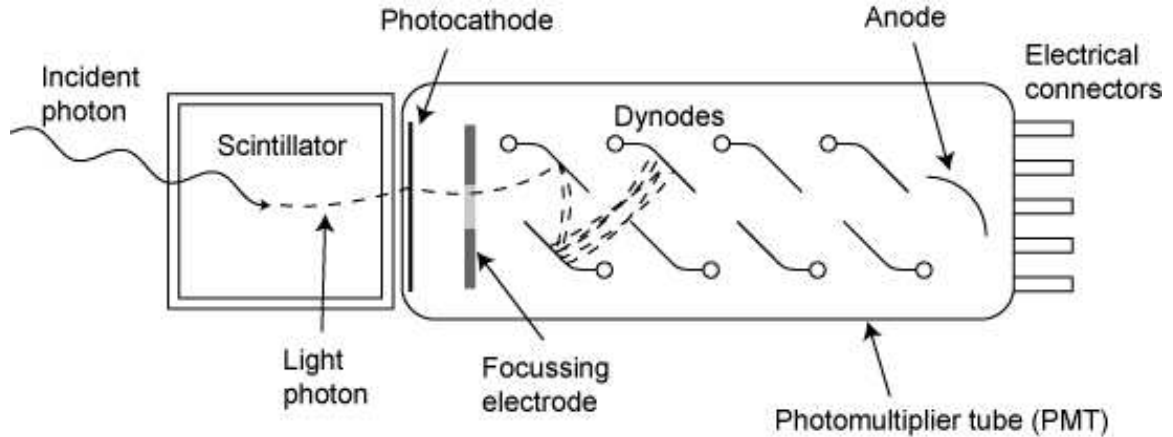 Photocathode
Anode
Incident
photon
Electrical
connectors
Scintillator
Dynodes
Light
photon
Focussing
electrode
Photomultiplier tube (PMT)